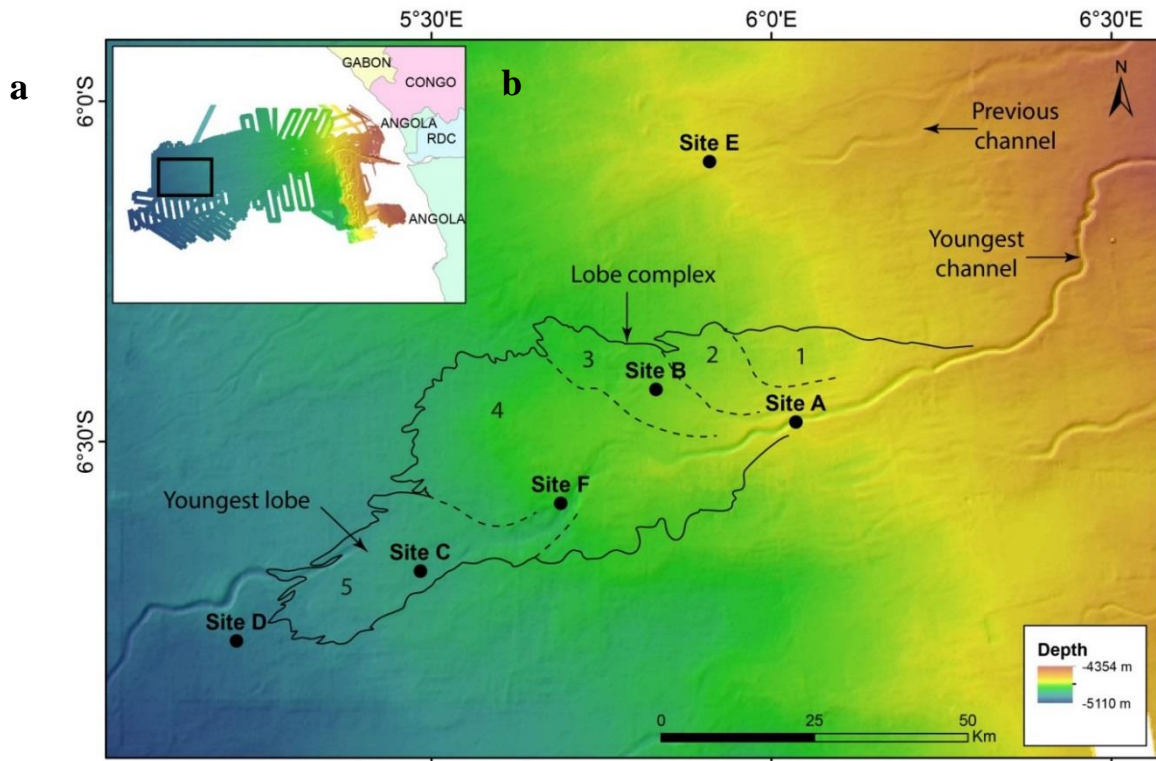 5°30'E 6°0'E 6°30'E
a
b
GABON
CONGO
ANGOLA
RDC
ANGOLA
N
6°0'S
Previous
channel
Site E
Youngest
channel
Lobe complex
3
2
1
Site B
4
Site A
6°30'S
Site F
Youngest lobe
Site C
5
Site D
Depth
-4354 m
-5110 m
0 25 50
Km